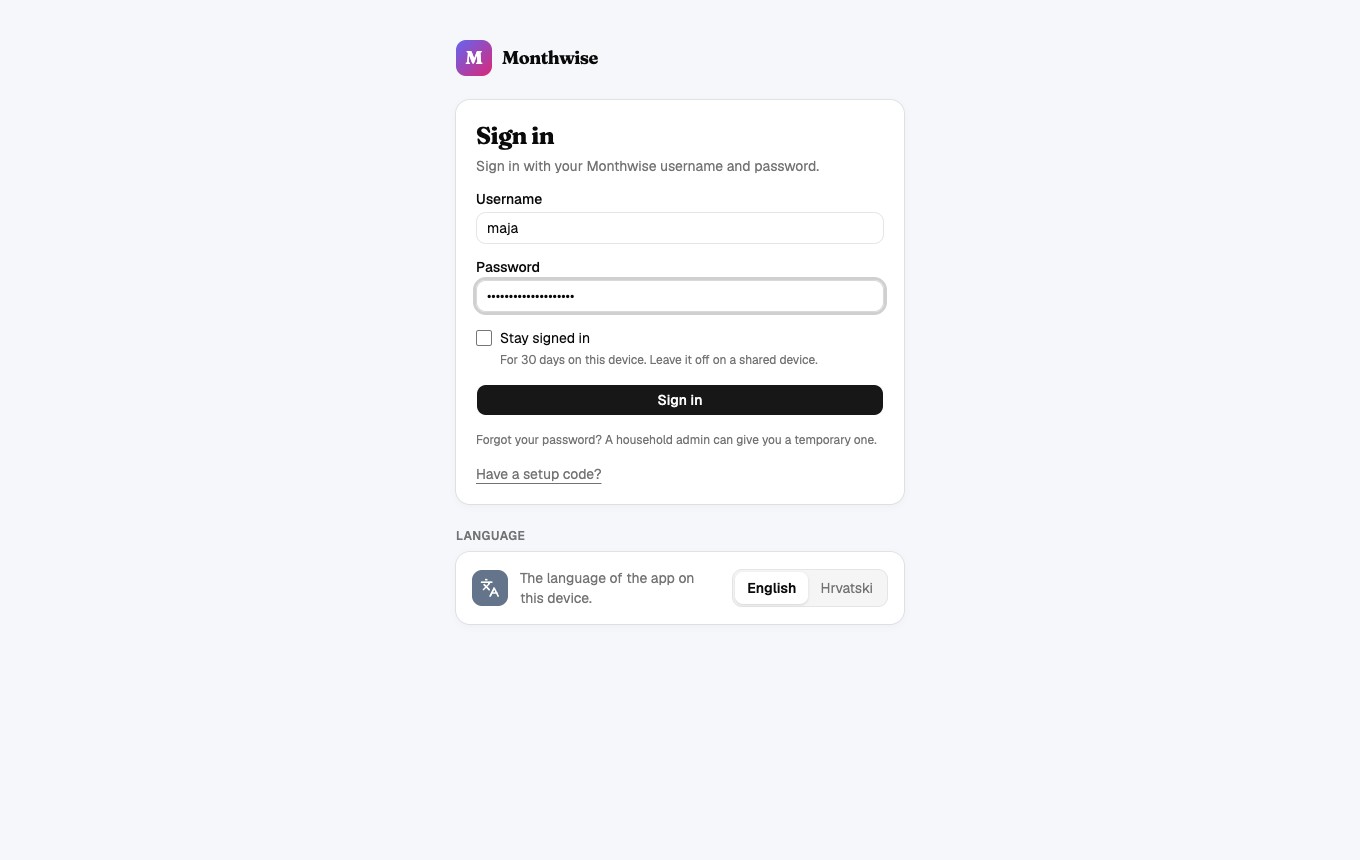 M Monthwise
Sign in
Sign in with your Monthwise username and password.
Username
maja
Password
••••••••••••••••••••
Stay signed in
For 30 days on this device. Leave it off on a shared device.
Sign in
Forgot your password? A household admin can give you a temporary one.
Have a setup code?
LANGUAGE
The language of the app on
this device.
English Hrvatski